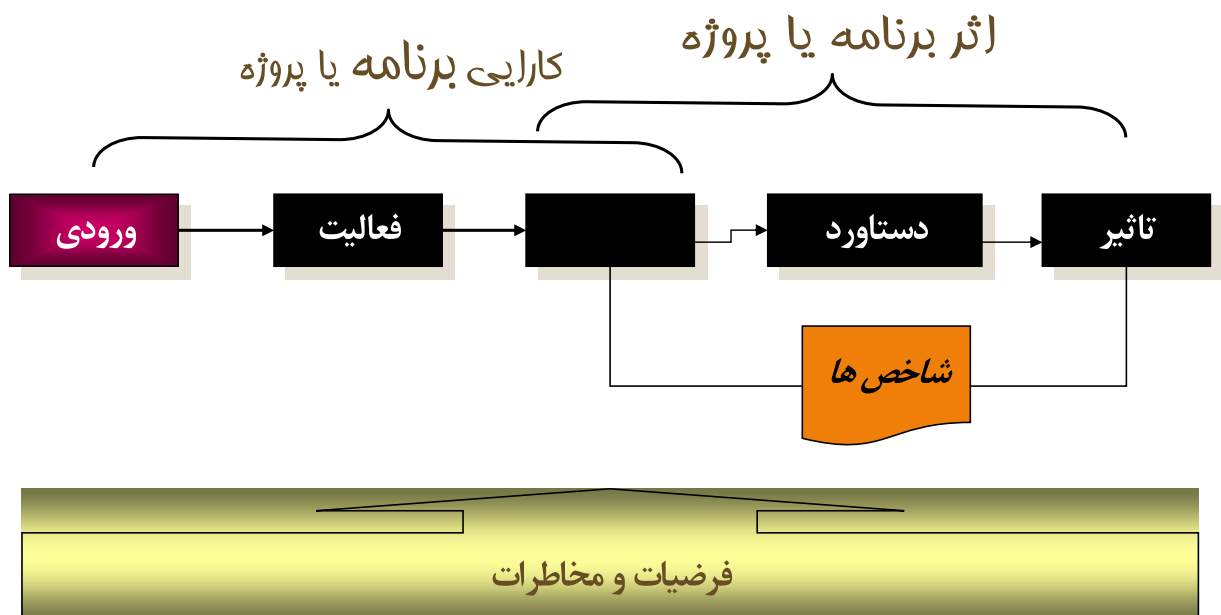 اثر برنامه یا پروژه
کارایی برنامه یا پروژه
ورودی
فعالیت
دستاورد
تاثیر
شاخص ها
فرضیات و مخاطرات